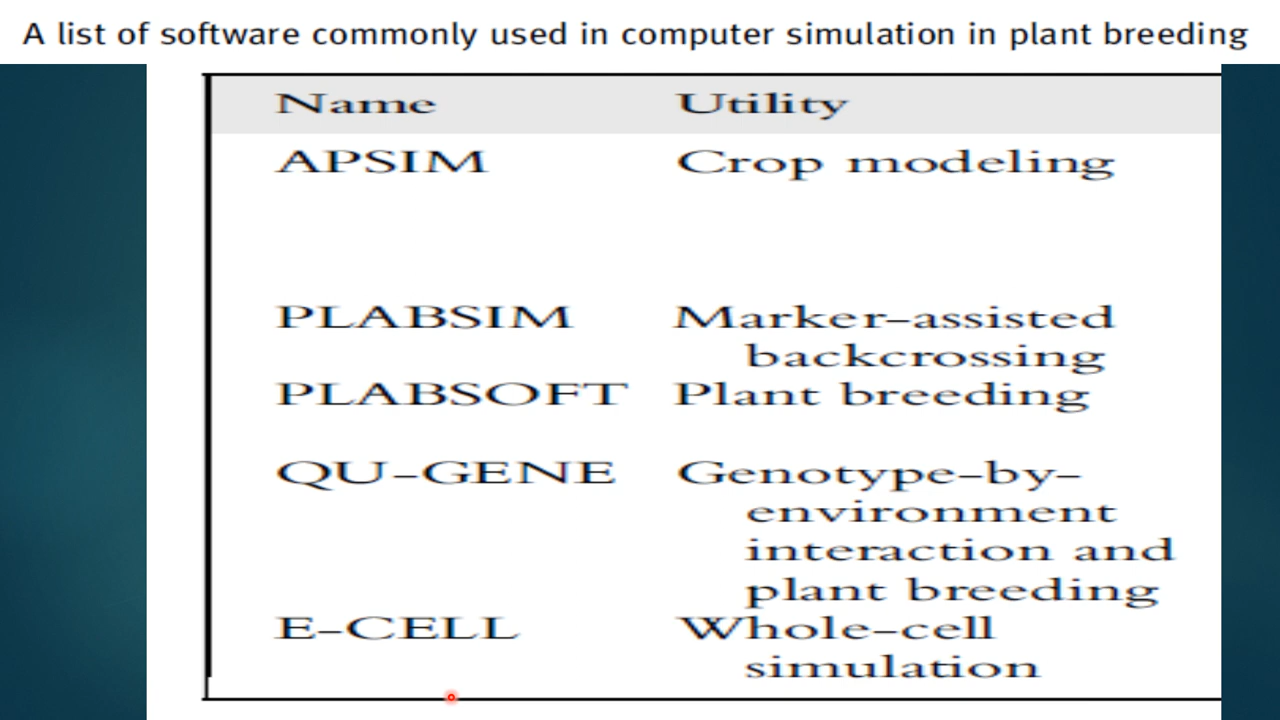 A list of software commonly used in computer simulation in plant breeding
Name Utility
APSIM Crop modeling
PLABSIM Marker–assisted
backcrossing
PLABSOFT Plant breeding
QU–GENE Genotype–by–
environment
interaction and
plant breeding
E–CELL Whole–cell
simulation